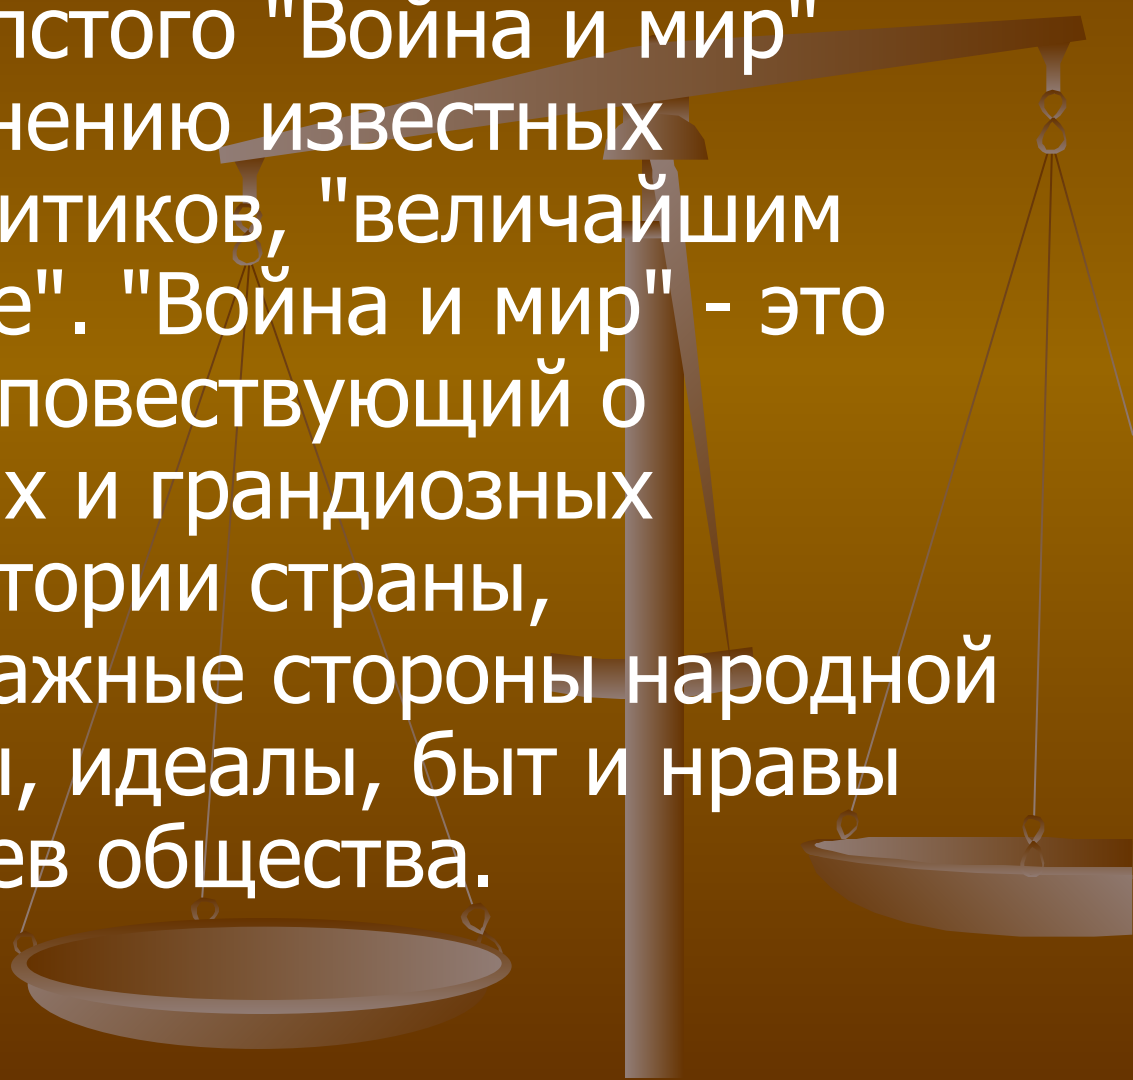 лстого "Война и мир"
нению известных
итиков, "величайшим
е". "Война и мир" - это
повествующий о
х и грандиозных
тории страны,
ажные стороны народной
ы, идеалы, быт и нравы
ев общества.